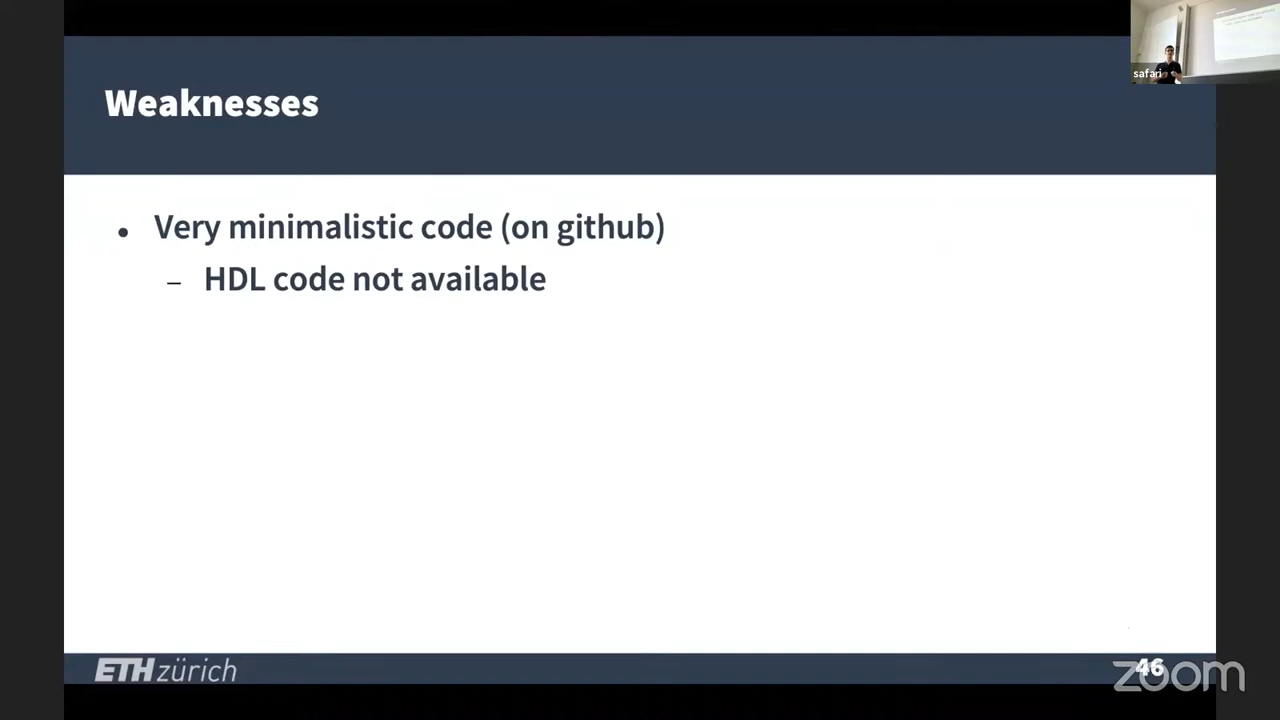 safari
Weaknesses
• Very minimalistic code (on github)
– HDL code not available
ETH zürich
46
zoom